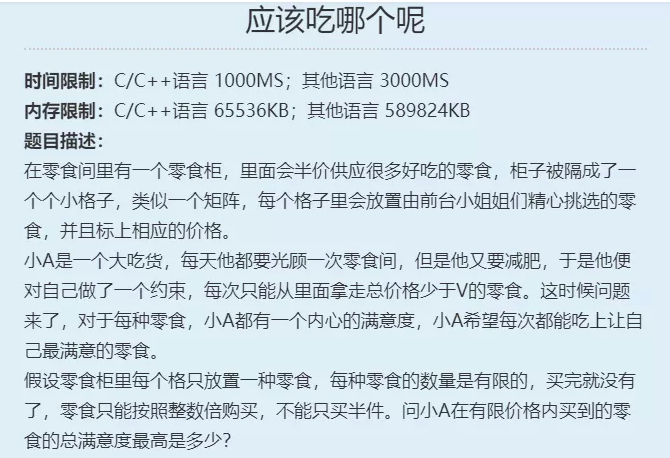 应该吃哪个呢
时间限制：C/C++语言 1000MS；其他语言 3000MS
内存限制：C/C++语言 65536KB；其他语言 589824KB
题目描述：
在零食间里有一个零食柜，里面会半价供应很多好吃的零食，柜子被隔成了一
个个小格子，类似一个矩阵，每个格子里会放置由前台小姐姐们精心挑选的零
食，并且标上相应的价格。
小A是一个大吃货，每天他都要光顾一次零食间，但是他又要减肥，于是他便
对自己做了一个约束，每次只能从里面拿走总价格少于V的零食。这时候问题
来了，对于每种零食，小A都有一个内心的满意度，小A希望每次都能吃上让自
己最满意的零食。
假设零食柜里每个格只放置一种零食，每种零食的数量是有限的，买完就没有
了，零食只能按照整数倍购买，不能只买半件。问小A在有限价格内买到的零
食的总满意度最高是多少？